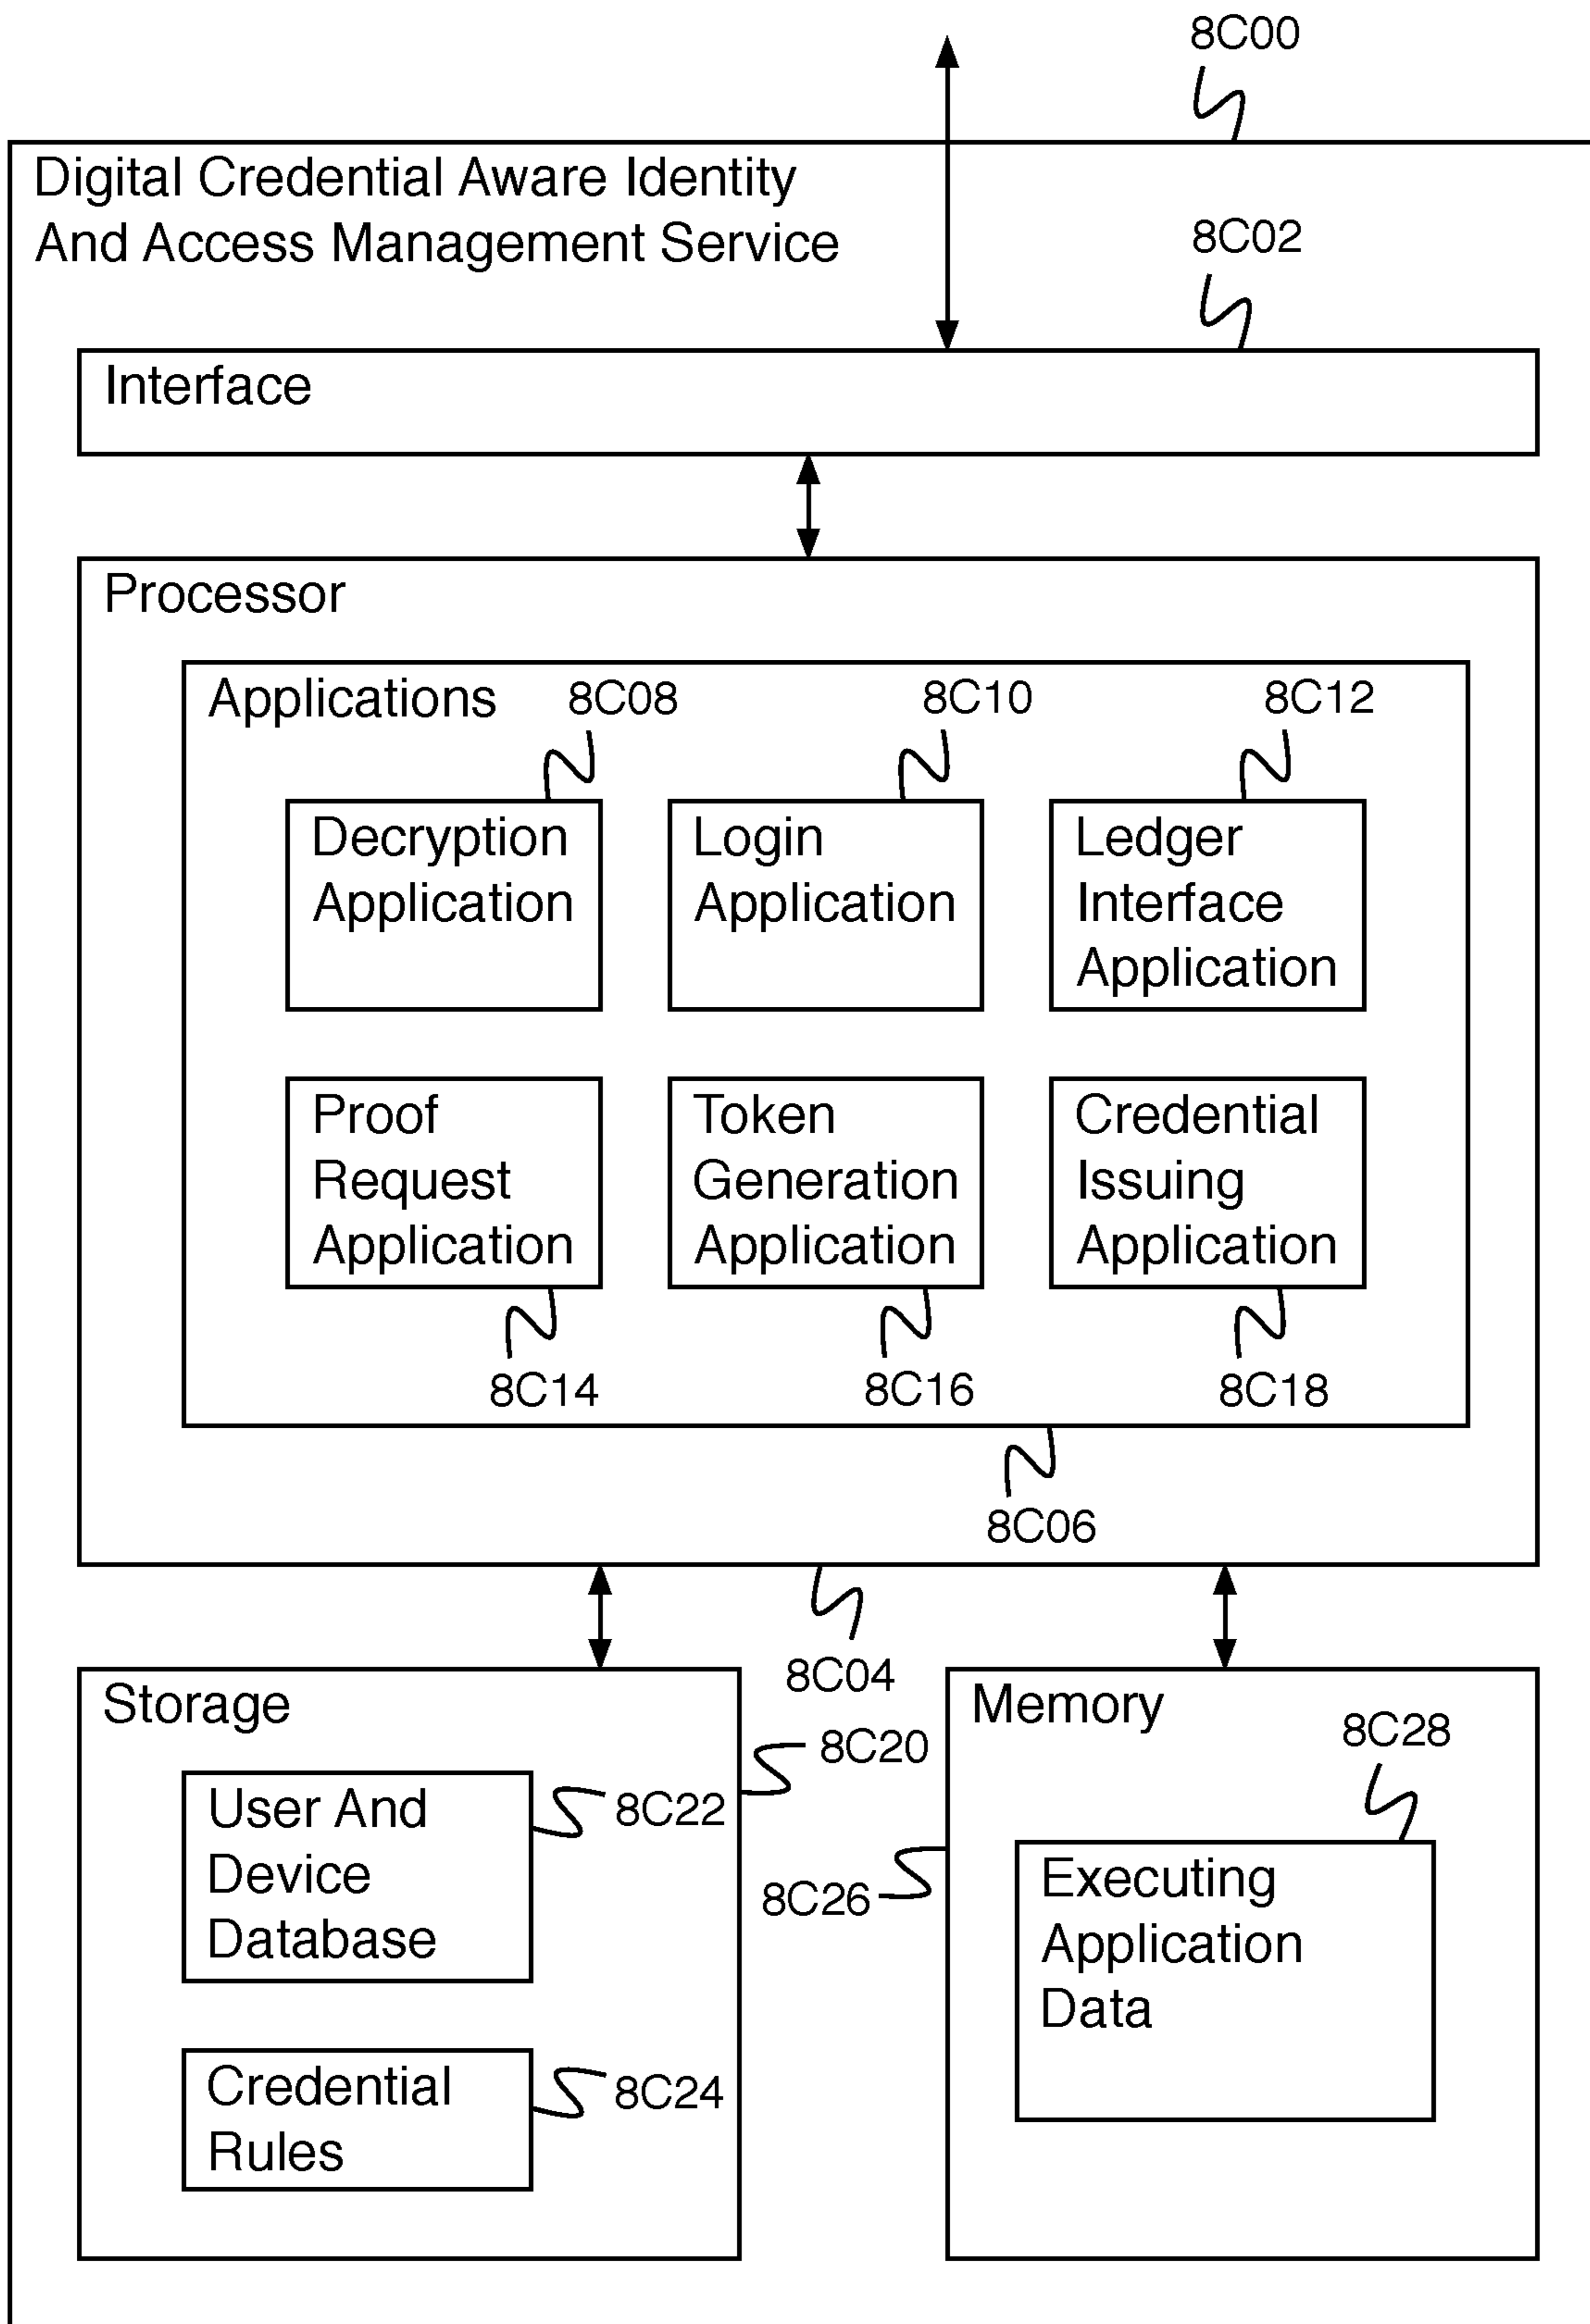 8C00
Digital Credential Aware Identity
And Access Management Service
8C02
Interface
Processor
Applications
8C08
8C10
8C12
Decryption
Application
Login
Application
Ledger
Interface
Application
Proof
Request
Application
Token
Generation
Application
Credential
Issuing
Application
8C14
8C16
8C18
8C06
8C04
Storage
8C20
User And
Device
Database
8C22
Credential
Rules
8C24
Memory
8C28
8C26
Executing
Application
Data